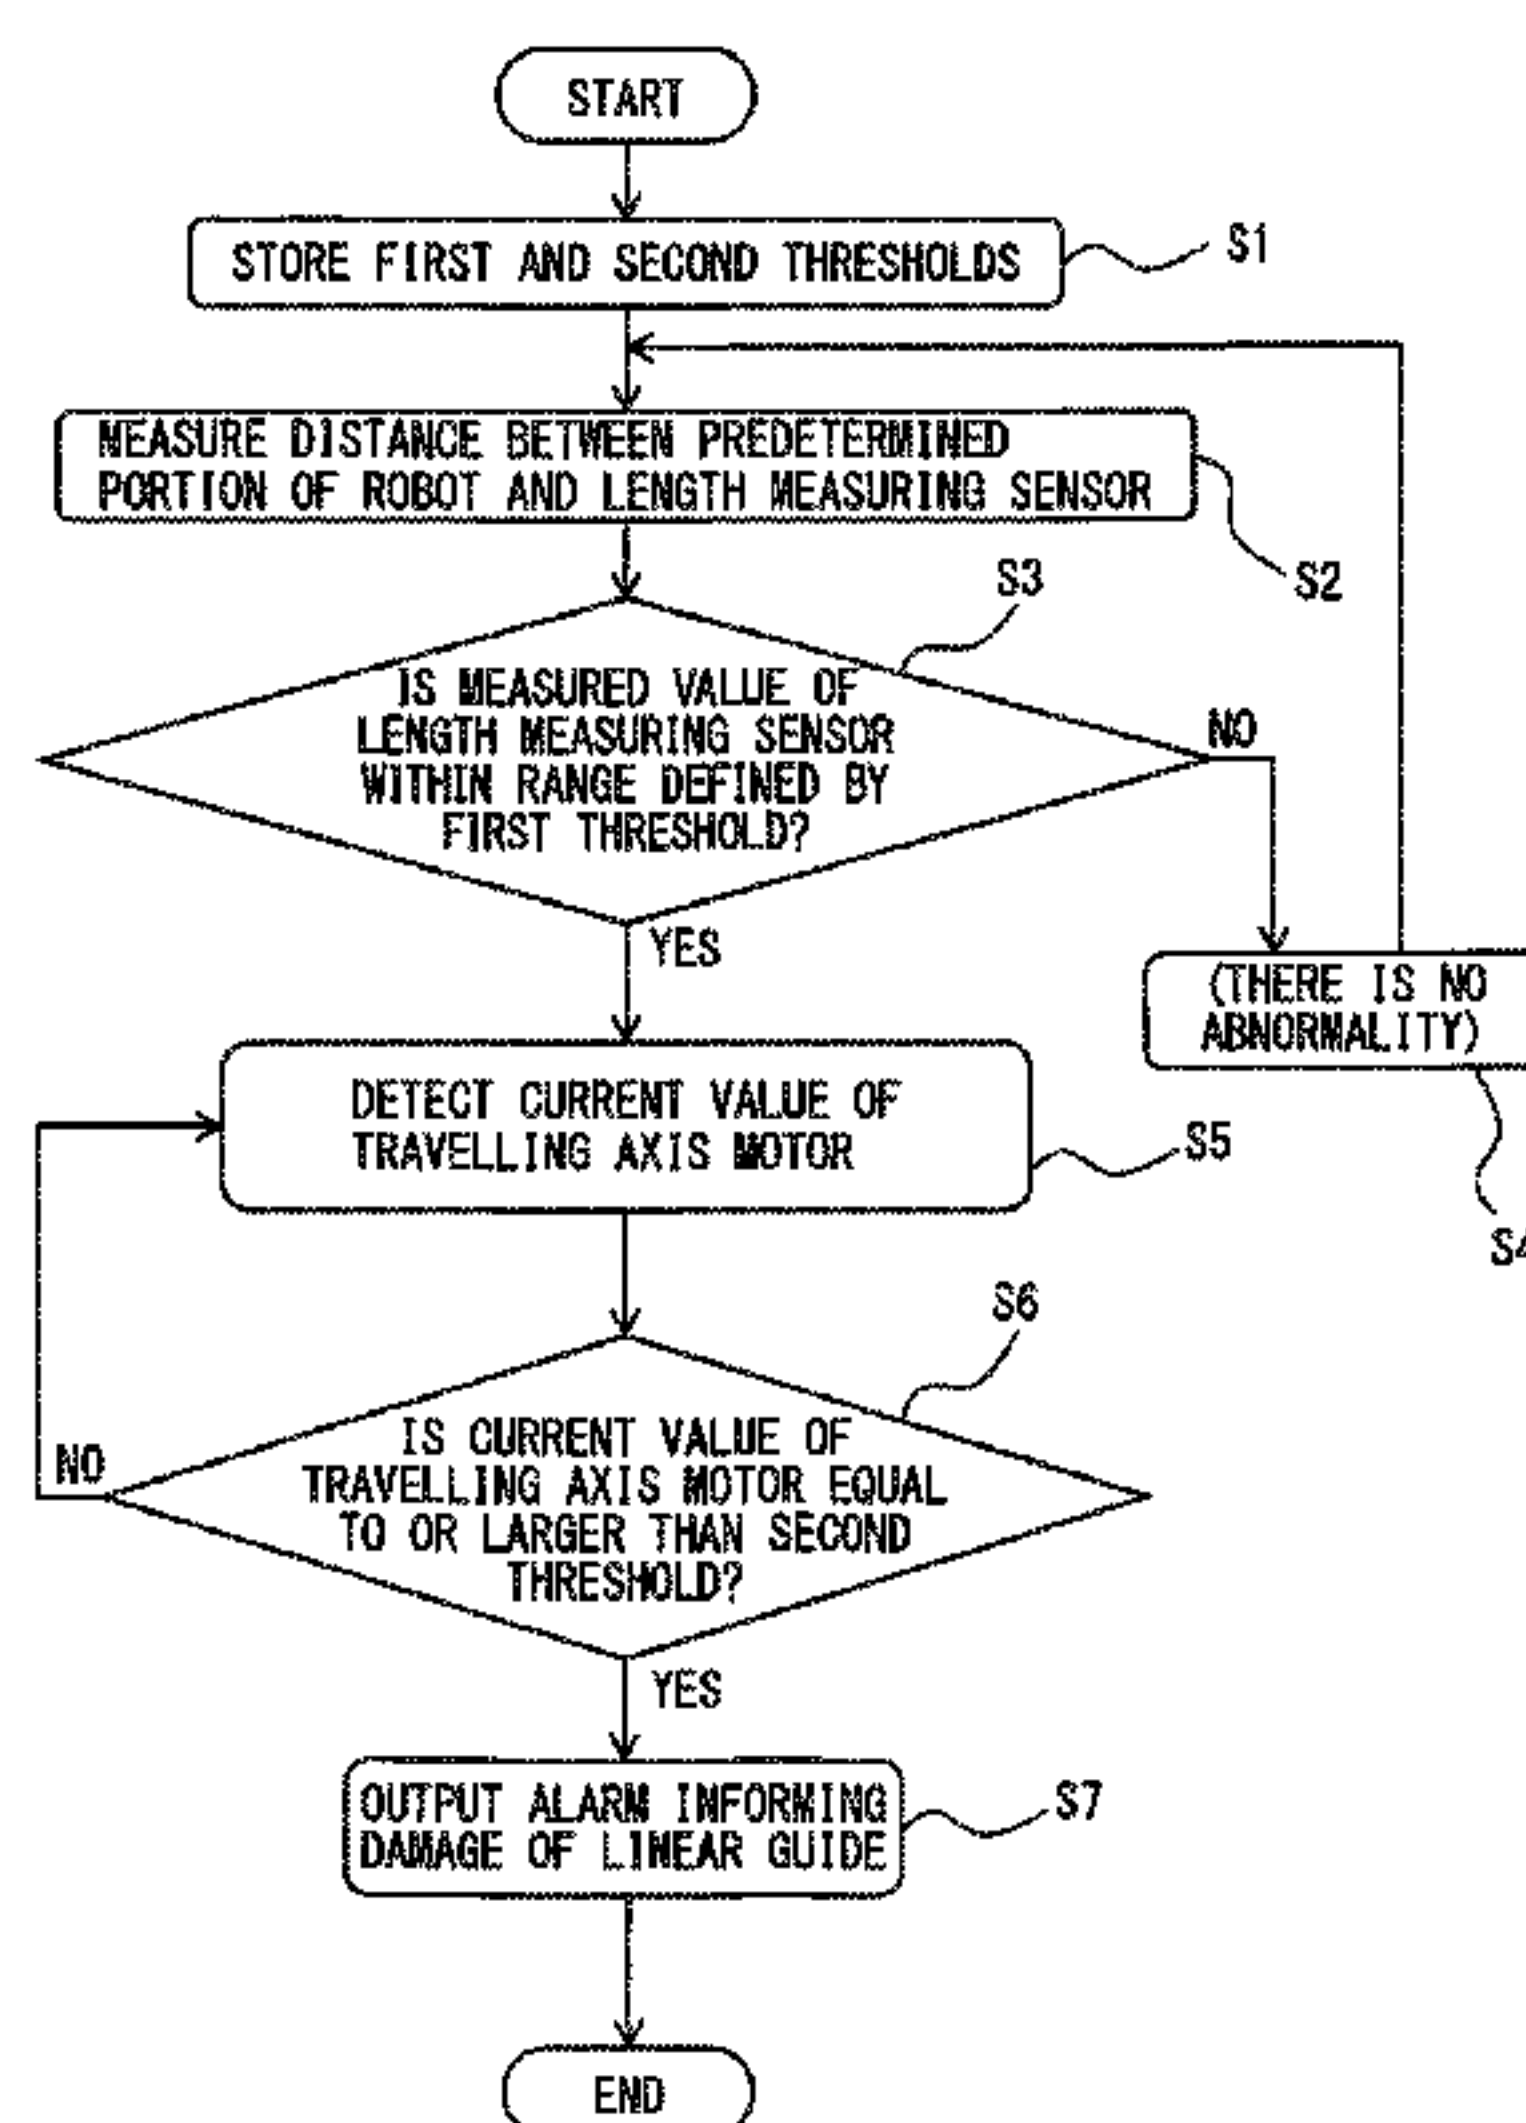 START
STORE FIRST AND SECOND THRESHOLDS
S1
MEASURE DISTANCE BETWEEN PREDETERMINED
PORTION OF ROBOT AND LENGTH MEASURING SENSOR
S2
S3
IS MEASURED VALUE OF
LENGTH MEASURING SENSOR
WITHIN RANGE DEFINED BY
FIRST THRESHOLD?
NO
YES
(THERE IS NO
ABNORMALITY)
S4
DETECT CURRENT VALUE OF
TRAVELLING AXIS MOTOR
S5
S6
IS CURRENT VALUE OF
TRAVELLING AXIS MOTOR EQUAL
TO OR LARGER THAN SECOND
THRESHOLD?
NO
YES
OUTPUT ALARM INFORMING
DAMAGE OF LINEAR GUIDE
S7
END